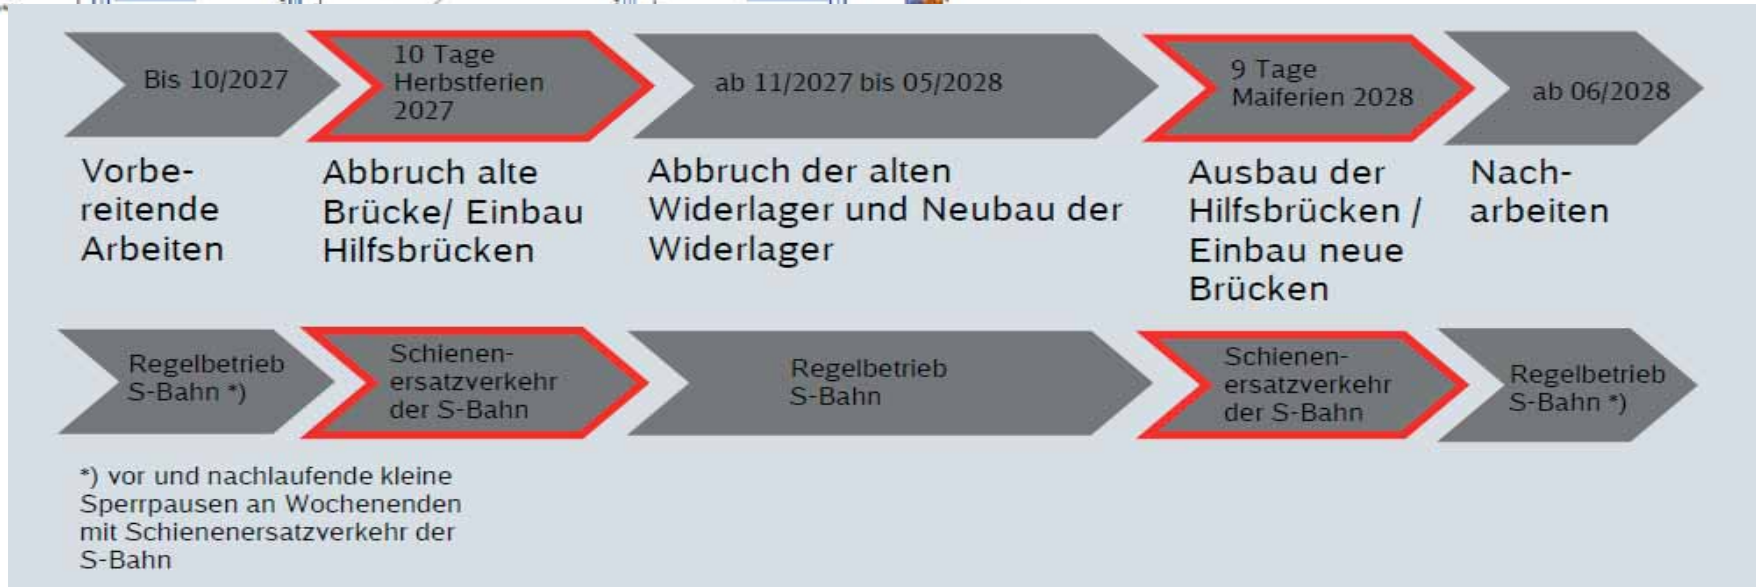 Bis 10/2027
10 Tage
Herbstferien
2027
ab 11/2027 bis 05/2028
9 Tage
Maiferien 2028
ab 06/2028
Vorbe-
reitende
Arbeiten
Abbruch alte
Brücke/ Einbau
Hilfsbrücken
Abbruch der alten
Widerlager und Neubau der
Widerlager
Ausbau der
Hilfsbrücken /
Einbau neue
Brücken
Nach-
arbeiten
Regelbetrieb
S-Bahn *)
Schienen-
ersatzverkehr
der S-Bahn
Regelbetrieb
S-Bahn
Schienen-
ersatzverkehr
der S-Bahn
Regelbetrieb
S-Bahn *)
*) vor und nachlaufende kleine
Sperrpausen an Wochenenden
mit Schienenersatzverkehr der
S-Bahn